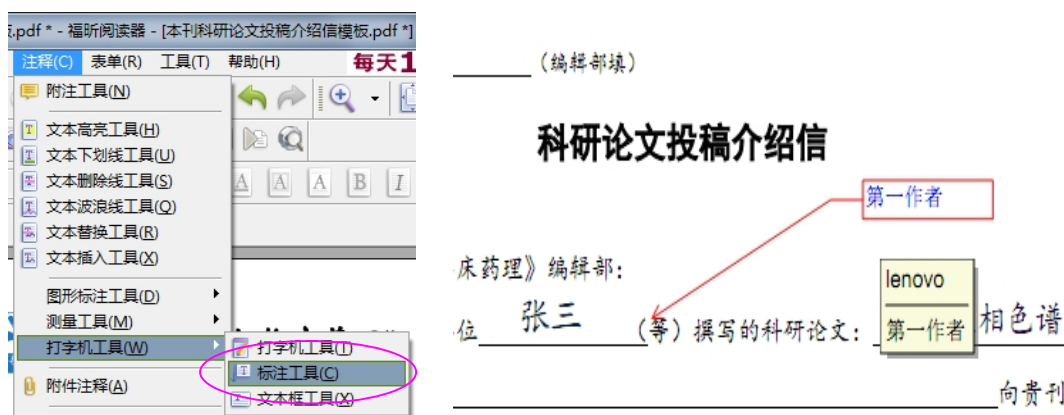 .pdf * - 福昕阅读器 - [本刊科研论文投稿介绍信模板.pdf *]
注释(C) 表单(R) 工具(T) 帮助(H) 每天1
附注工具(N)
文本高亮工具(H)
文本下划线工具(U)
文本删除线工具(S)
文本波浪线工具(Q)
文本替换工具(R)
文本插入工具(X)
图形标注工具(D)
测量工具(M)
打字机工具(W)
附件注释(A)
打字机工具(T)
标注工具(C)
文本框工具(X)
A A A B I
(编辑部填)
科研论文投稿介绍信
第一作者
床药理》编辑部:
lenovo
第一作者
位 张三 (等)撰写的科研论文: 相色谱
向贵刊